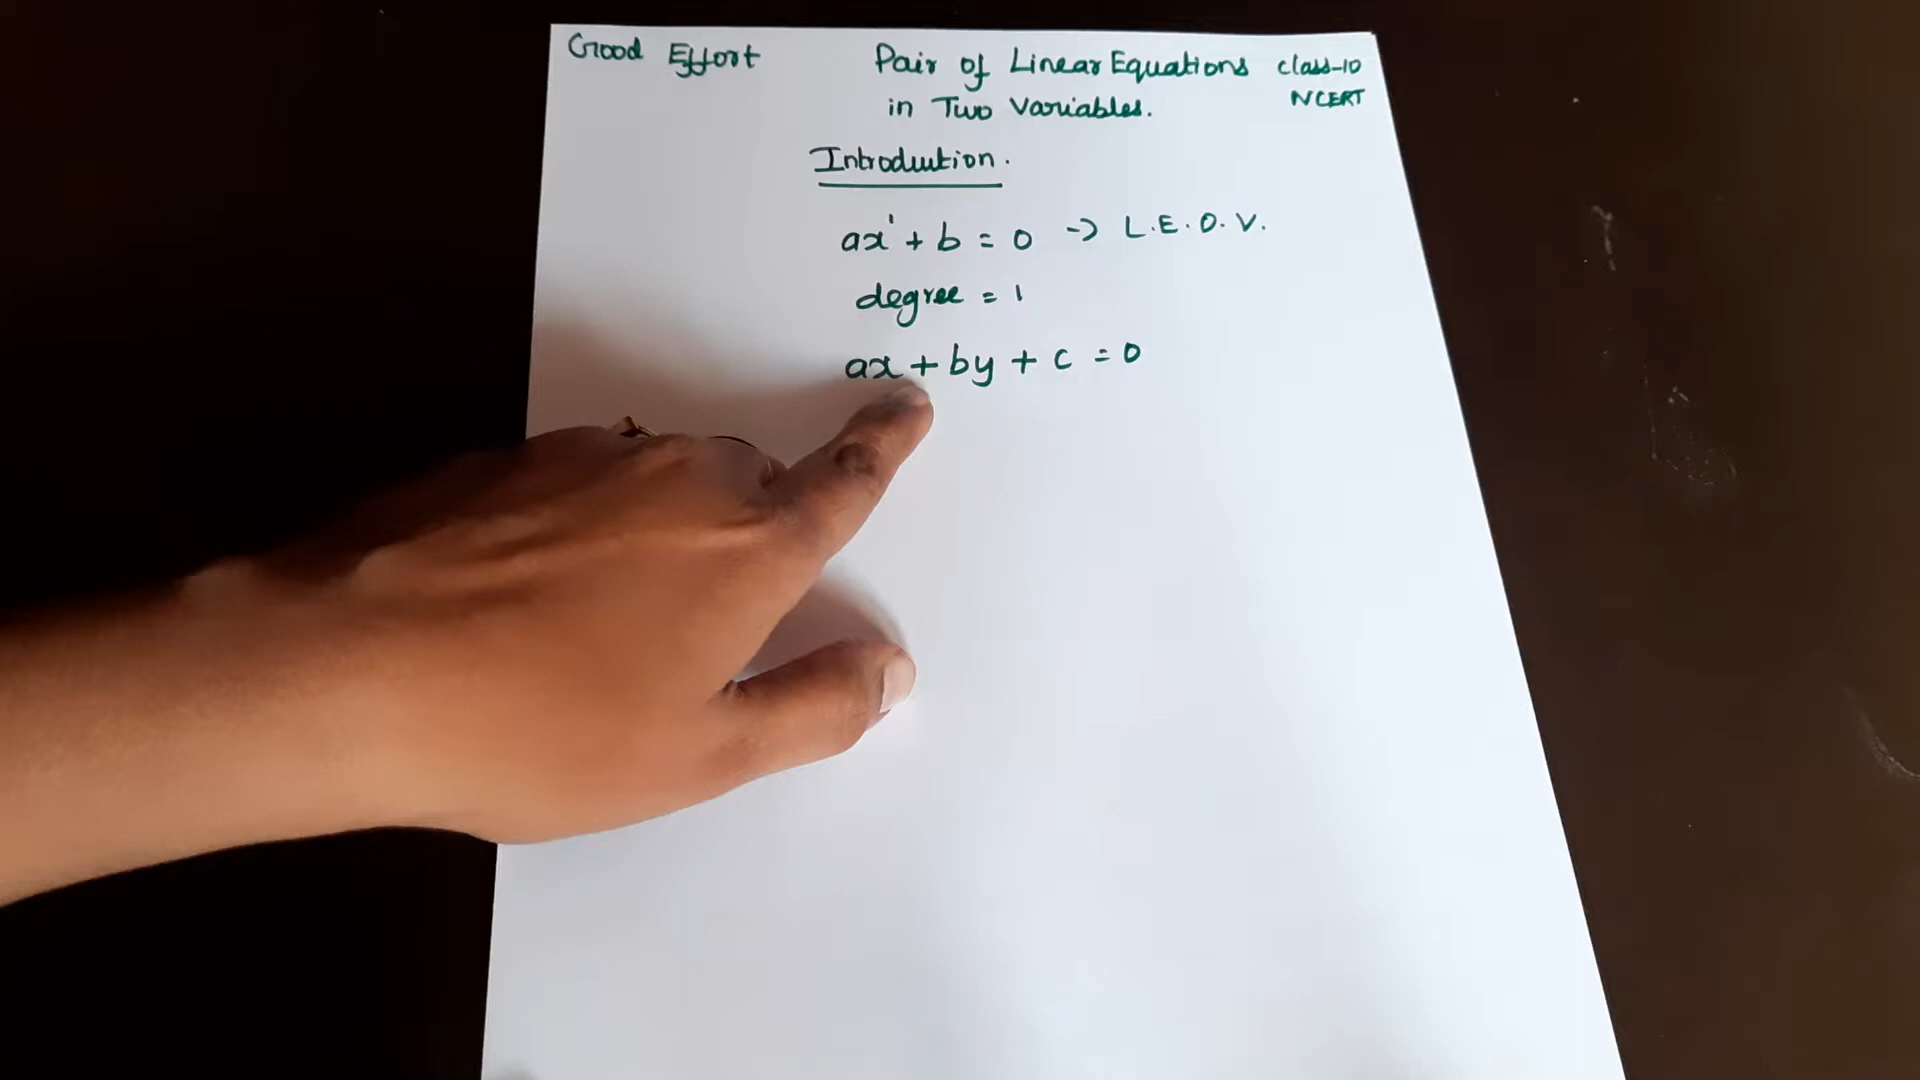 Good Effort
Pair of Linear Equations
in Two Variables.
class-10
NCERT
Introduction.
ax¹ + b = 0 -> L.E.O.V.
degree = 1
ax + by + c = 0